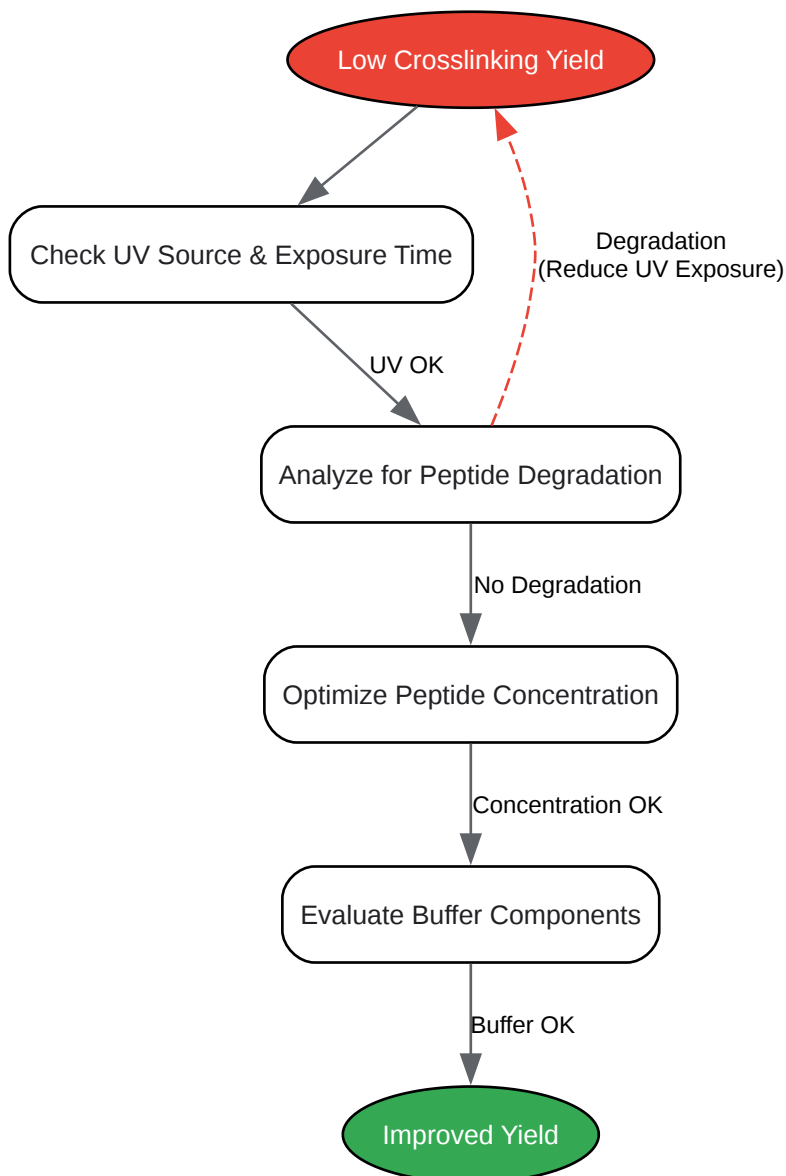 Low Crosslinking Yield
Check UV Source & Exposure Time
Degradation
(Reduce UV Exposure)
UV OK
Analyze for Peptide Degradation
No Degradation
Optimize Peptide Concentration
Concentration OK
Evaluate Buffer Components
Buffer OK
Improved Yield